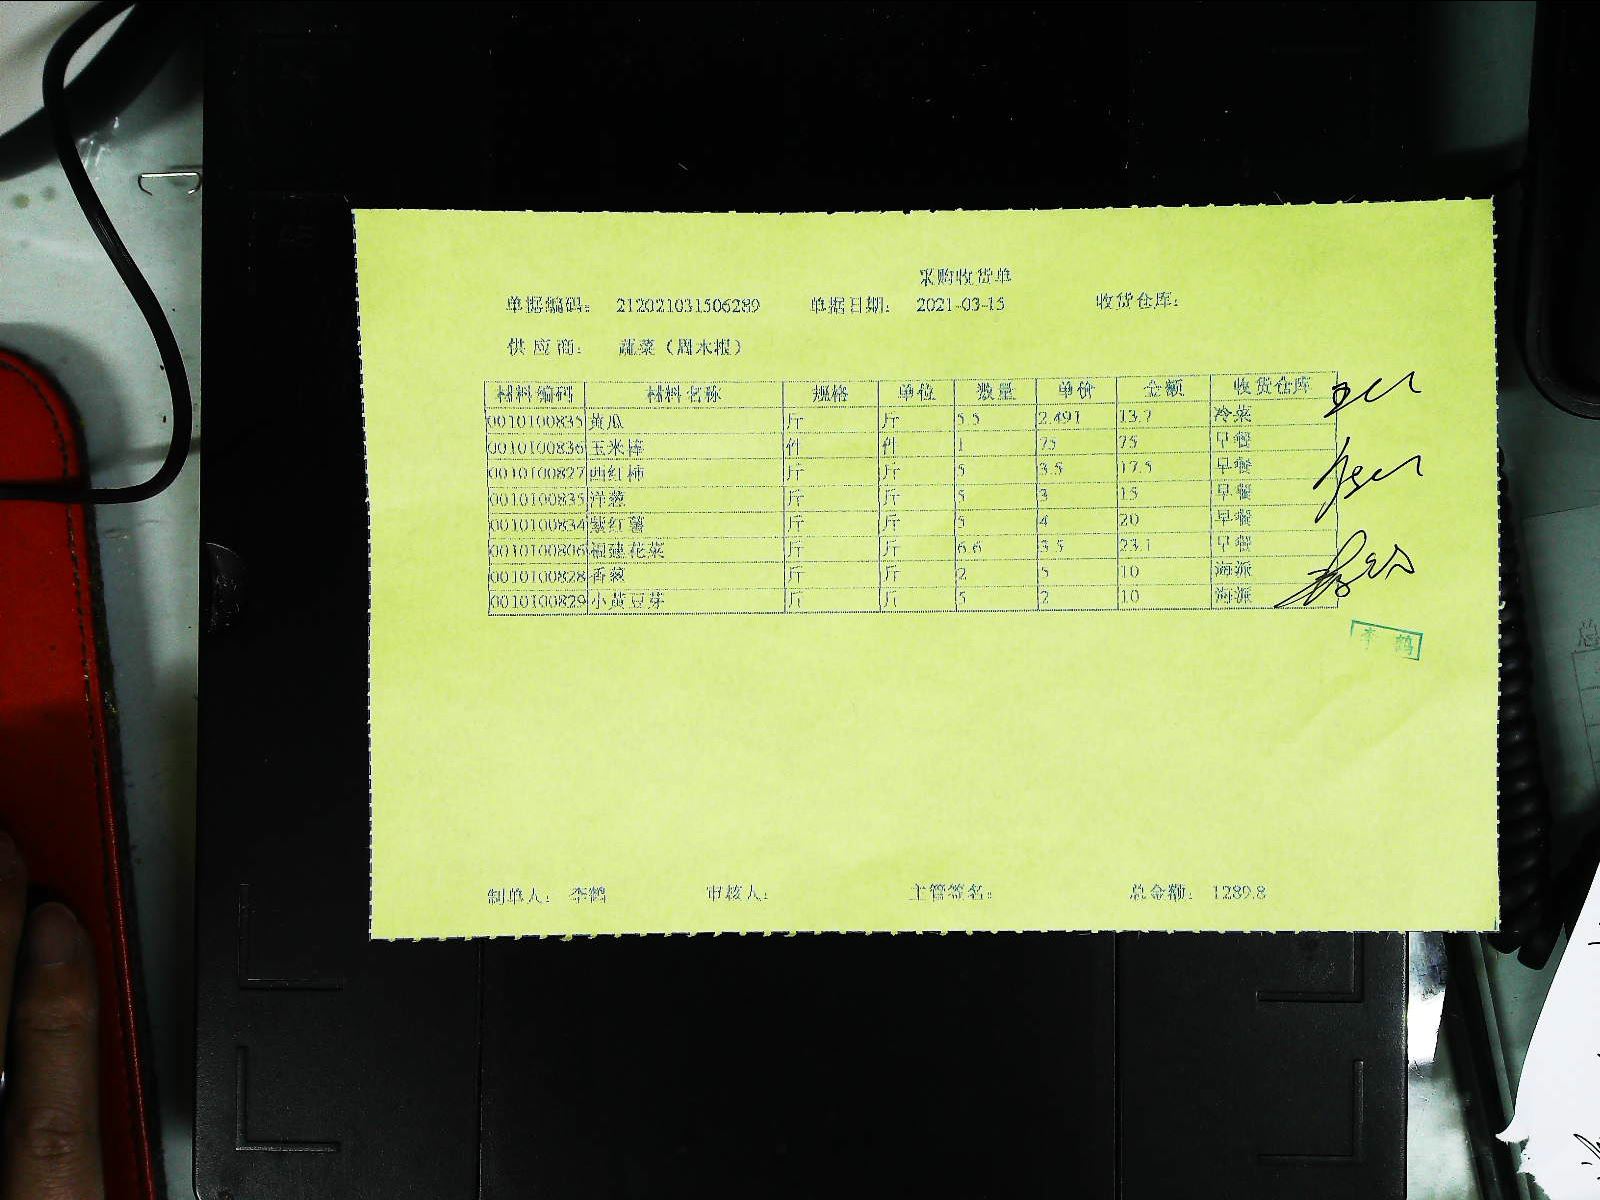 采购收货单
单据编码: 212021031506289 单据日期: 2021-03-15 收货仓库:
供应商: 蔬菜（周木根）
材料编码 材料名称 规格 单位 数量 单价 金额 收货仓库
0010100835 黄瓜 斤 斤 5.5 2.491 13.7 冷菜
0010100836 玉米棒 件 件 1 75 75 早餐
0010100827 西红柿 斤 斤 5 3.5 17.5 早餐
0010100835 洋葱 斤 斤 5 3 15 早餐
0010100834 紫红薯 斤 斤 5 4 20 早餐
0010100806 福建花菜 斤 斤 6.6 3.5 23.1 早餐
0010100828 香葱 斤 斤 2 5 10 海派
0010100829 小黄豆芽 斤 斤 5 2 10 海派
李鹤
制单人: 李鹤 审核人: 主管签名: 总金额: 1289.8